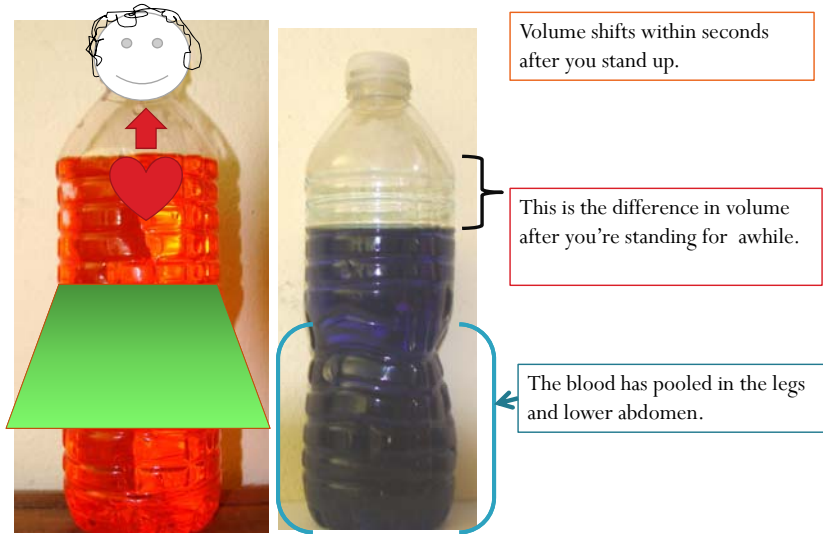 Volume shifts within seconds
after you stand up.
This is the difference in volume
after you're standing for  awhile.
The blood has pooled in the legs
and lower abdomen.